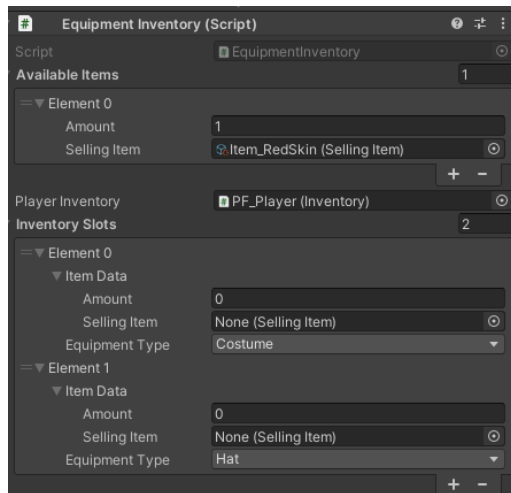 # Equipment Inventory (Script)
Script # EquipmentInventory
Available Items 1
Element 0
Amount 1
Selling Item Item_RedSkin (Selling Item)
+ -
Player Inventory # PF_Player (Inventory)
Inventory Slots 2
Element 0
Item Data
Amount 0
Selling Item None (Selling Item)
Equipment Type Costume
Element 1
Item Data
Amount 0
Selling Item None (Selling Item)
Equipment Type Hat
+ -